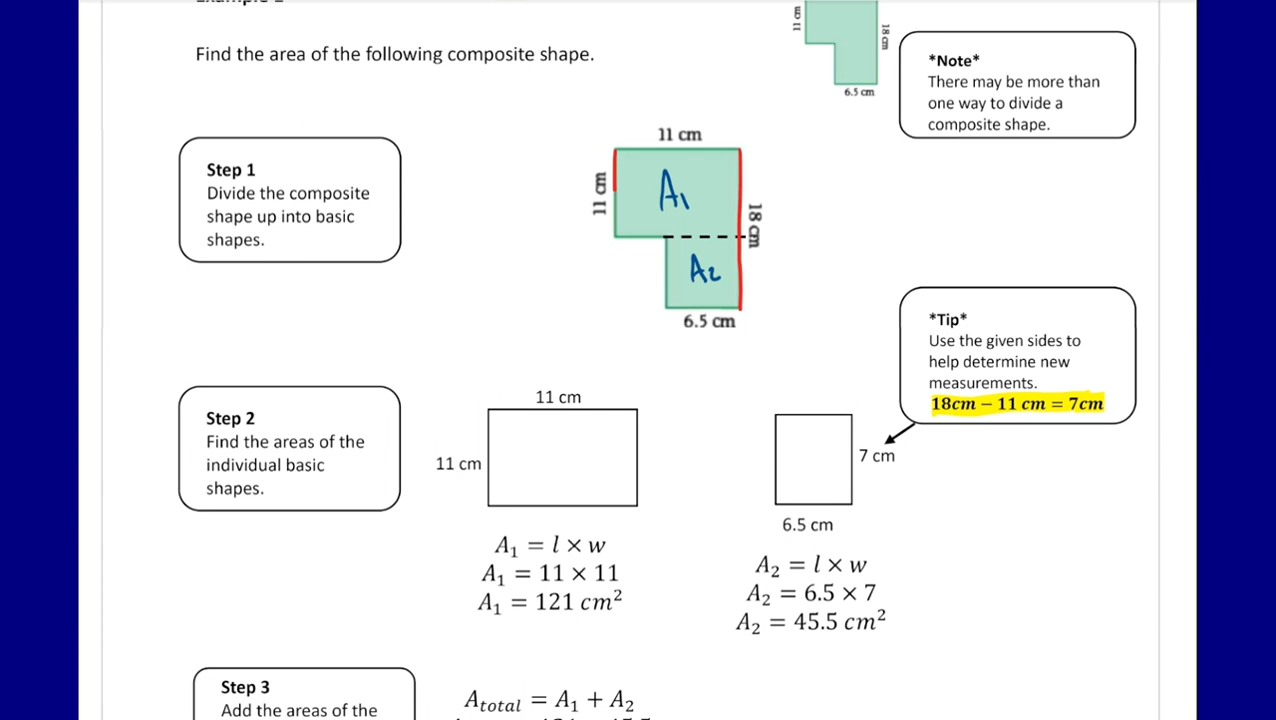 Find the area of the following composite shape.
11 cm
18 cm
6.5 cm
*Note*
There may be more than
one way to divide a
composite shape.
Step 1
Divide the composite
shape up into basic
shapes.
11 cm
11 cm
A₁
18 cm
A₂
6.5 cm
*Tip*
Use the given sides to
help determine new
measurements.
18cm − 11 cm = 7cm
Step 2
Find the areas of the
individual basic
shapes.
11 cm
11 cm
A₁ = l × w
A₁ = 11 × 11
A₁ = 121 cm²
7 cm
6.5 cm
A₂ = l × w
A₂ = 6.5 × 7
A₂ = 45.5 cm²
Step 3
Add the areas of the
Aₜₒₜₐₗ = A₁ + A₂